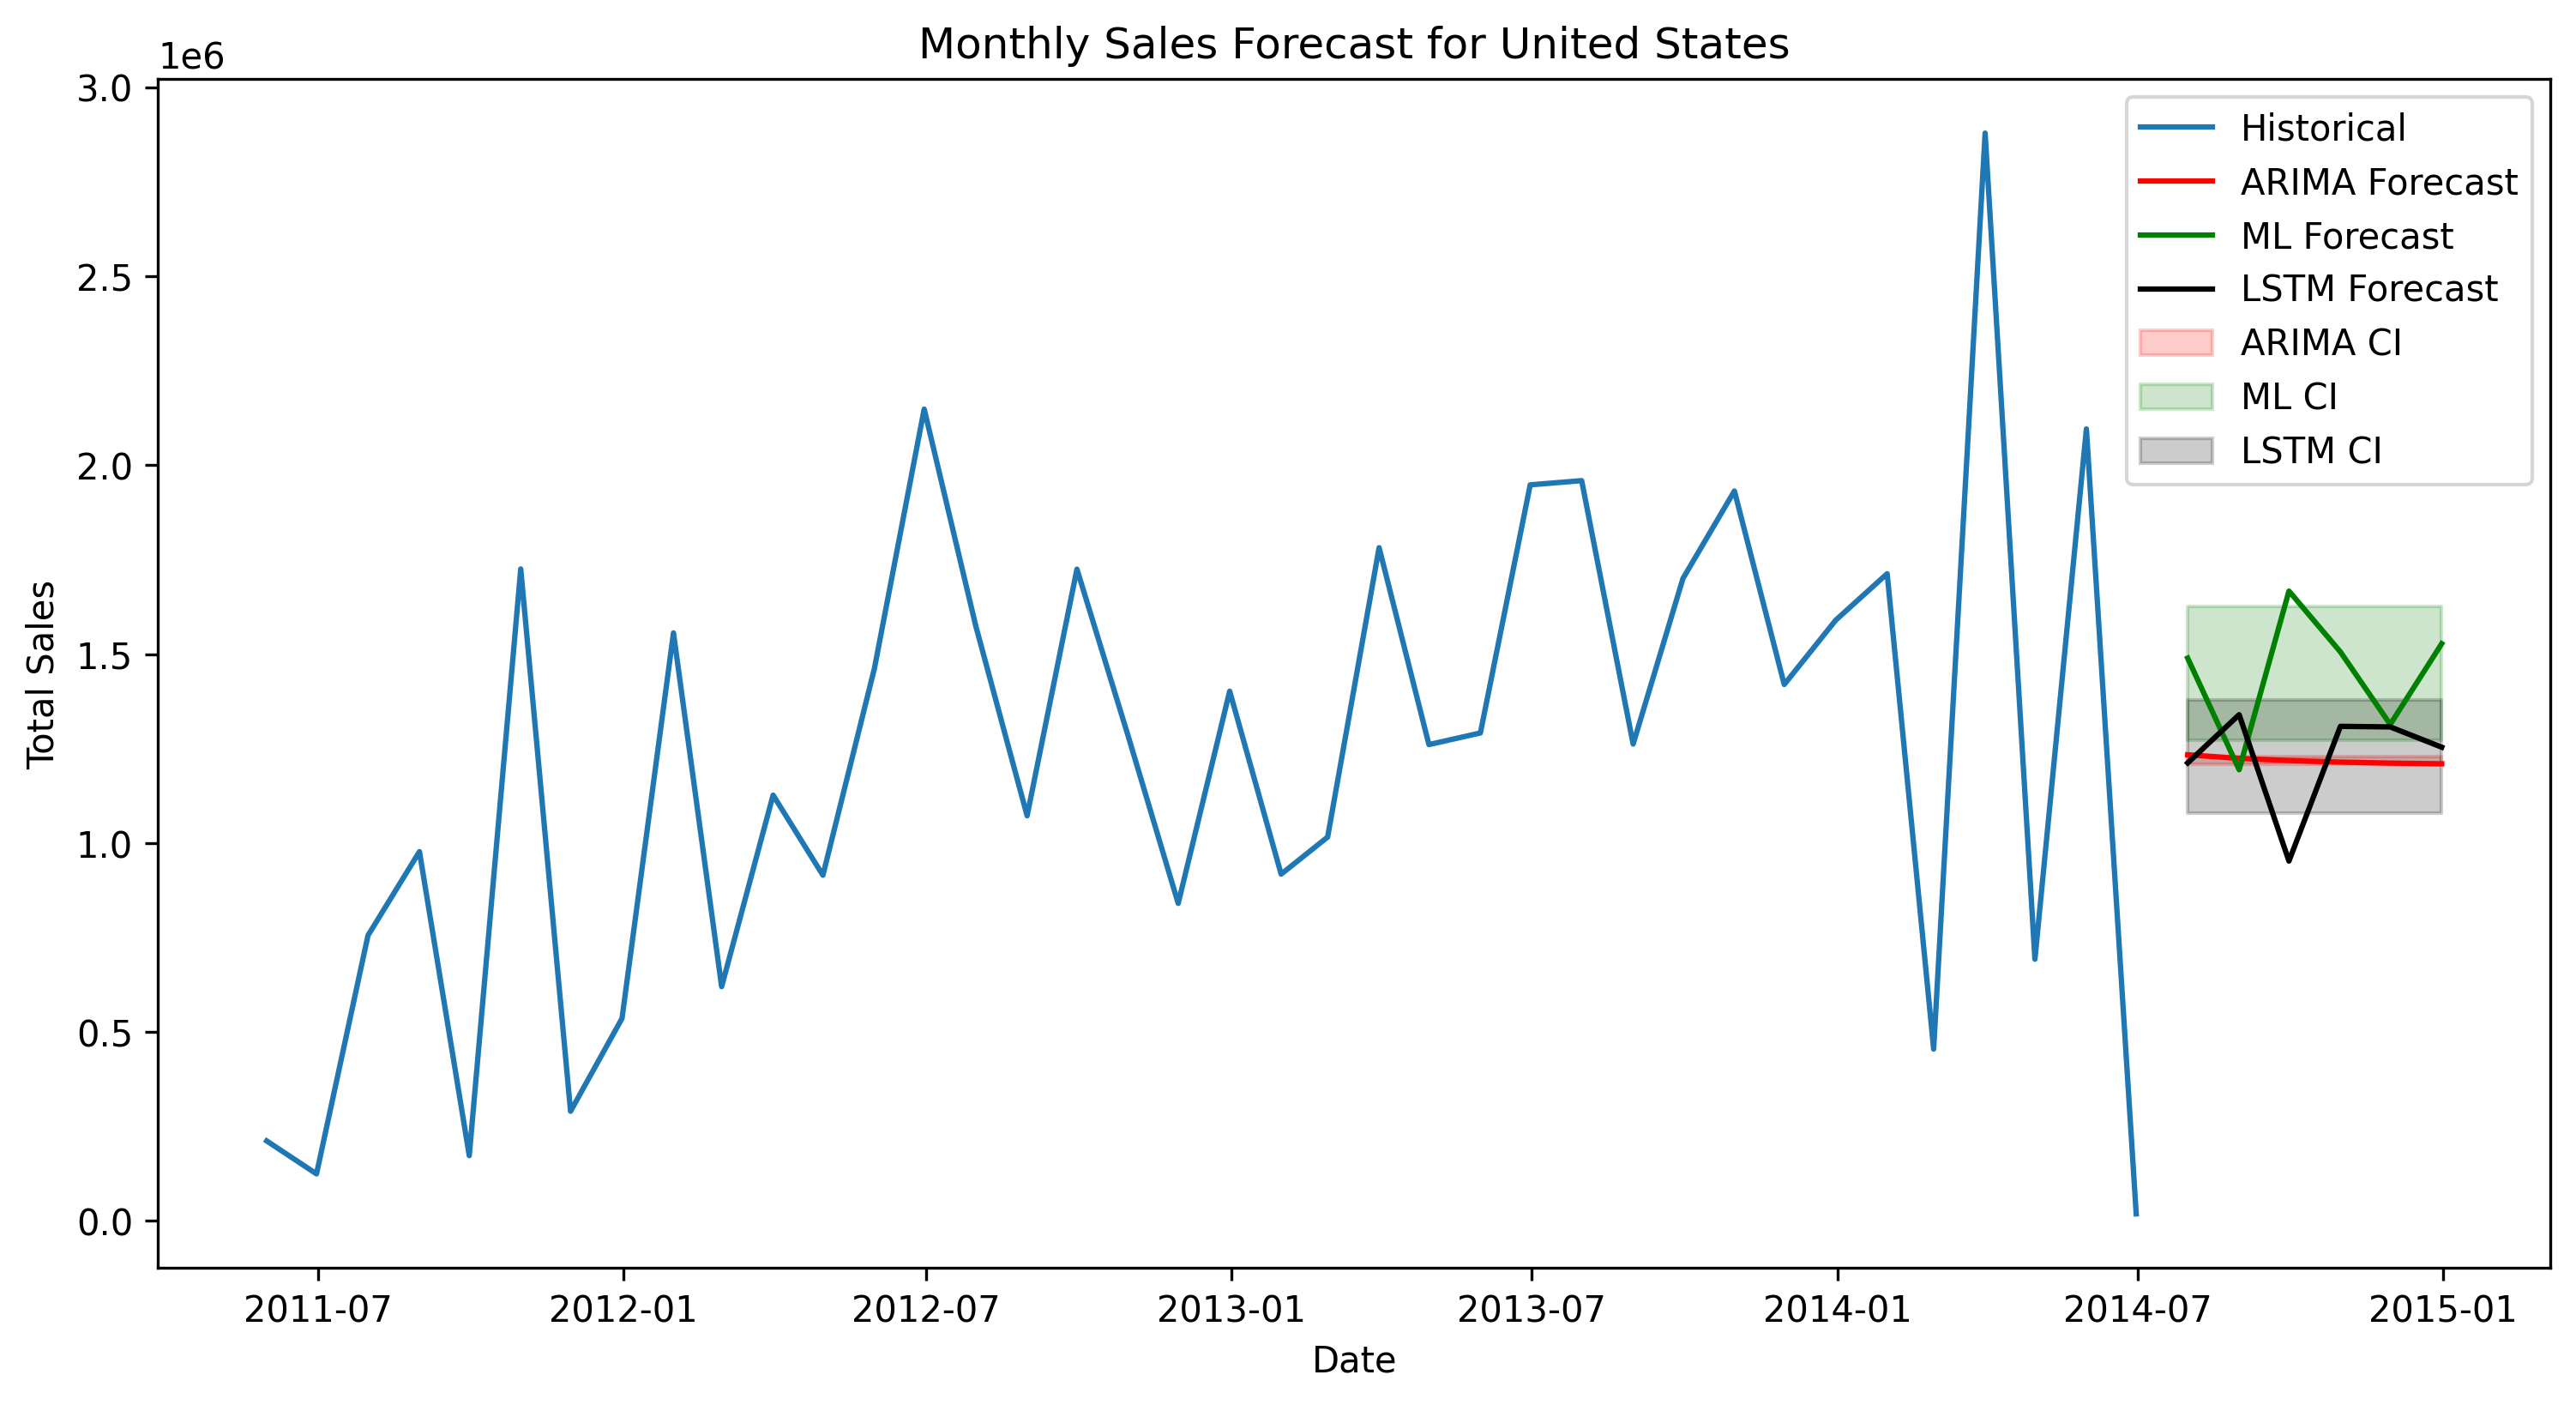 Monthly Sales Forecast for United States
1e6
3.0
2.5
2.0
1.5
1.0
0.5
0.0
Total Sales
Historical
ARIMA Forecast
ML Forecast
LSTM Forecast
ARIMA CI
ML CI
LSTM CI
2011-07 2012-01 2012-07 2013-01 2013-07 2014-01 2014-07 2015-01
Date